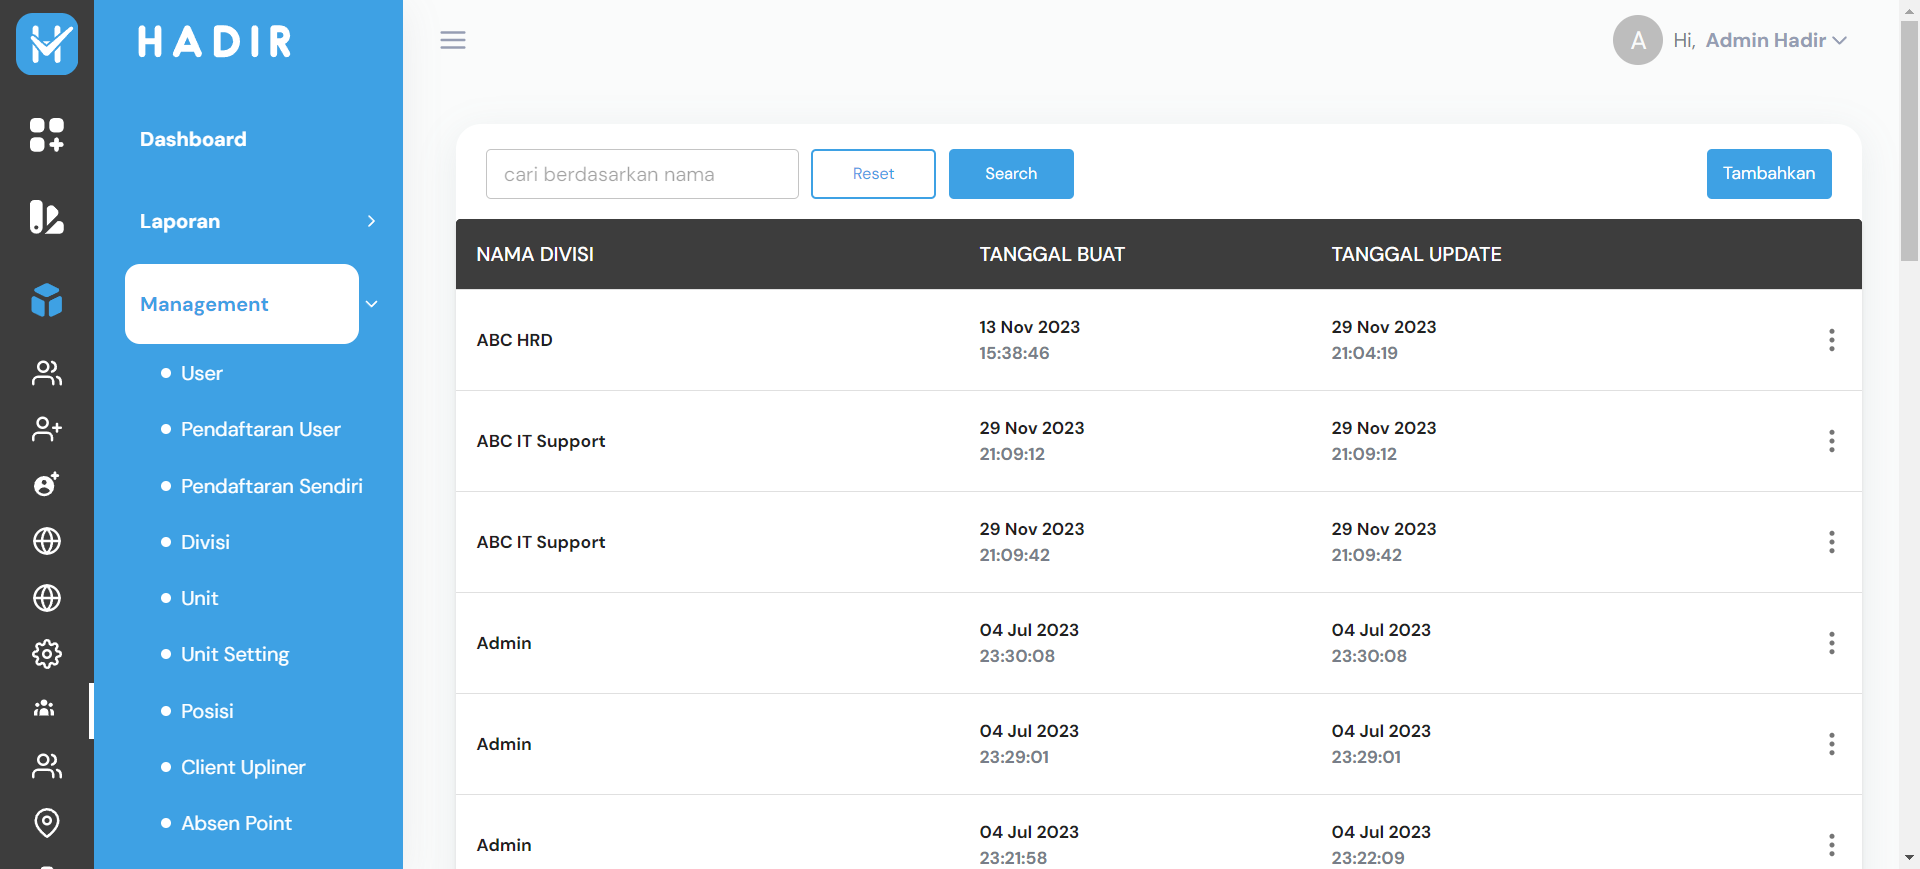 HADIR
Hi, Admin Hadir
A
Dashboard
Laporan
Management
User
Pendaftaran User
Pendaftaran Sendiri
Divisi
Unit
Unit Setting
Posisi
Client Upliner
Absen Point
cari berdasarkan nama
Reset
Search
Tambahkan
NAMA DIVISI TANGGAL BUAT TANGGAL UPDATE
ABC HRD 13 Nov 2023 29 Nov 2023
15:38:46 21:04:19
ABC IT Support 29 Nov 2023 29 Nov 2023
21:09:12 21:09:12
ABC IT Support 29 Nov 2023 29 Nov 2023
21:09:42 21:09:42
Admin 04 Jul 2023 04 Jul 2023
23:30:08 23:30:08
Admin 04 Jul 2023 04 Jul 2023
23:29:01 23:29:01
Admin 04 Jul 2023 04 Jul 2023
23:21:58 23:22:09